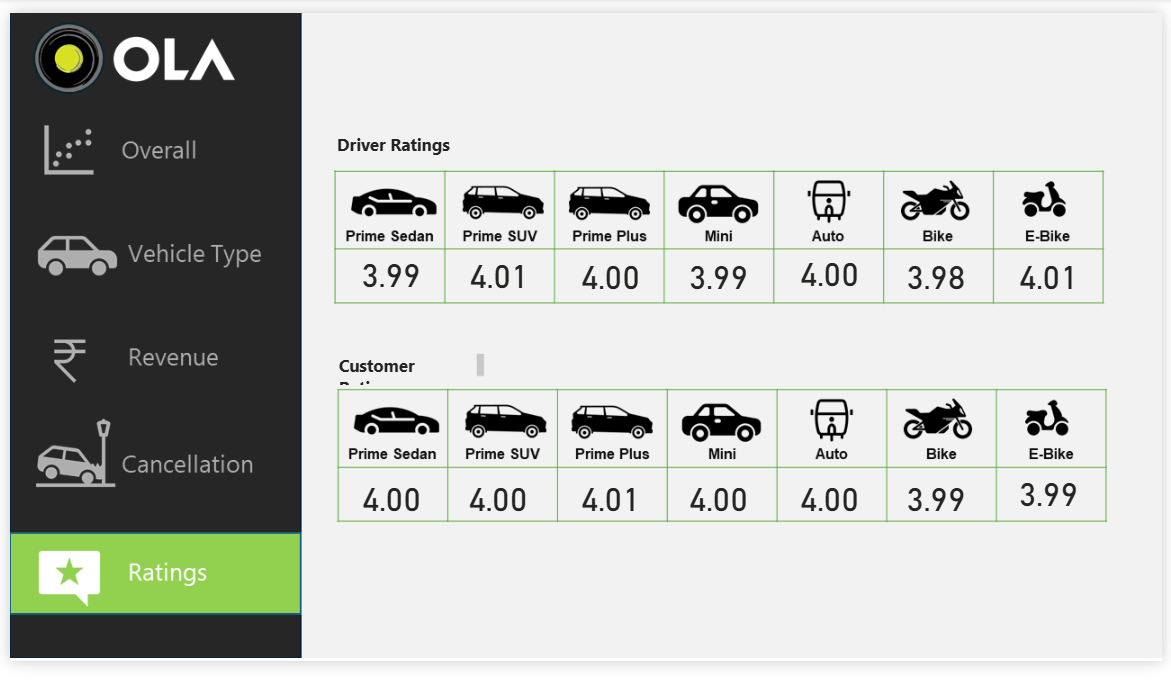 OLA
Overall
Vehicle Type
₹ Revenue
Cancellation
Ratings
Driver Ratings
Prime Sedan Prime SUV Prime Plus Mini Auto Bike E-Bike
3.99 4.01 4.00 3.99 4.00 3.98 4.01
Customer
Prime Sedan Prime SUV Prime Plus Mini Auto Bike E-Bike
4.00 4.00 4.01 4.00 4.00 3.99 3.99